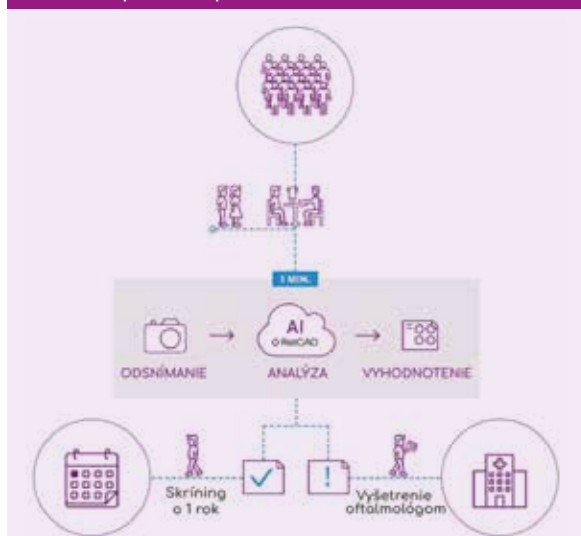 1 MIN.
AI
RetCAD
ODSNÍMANIE
ANALÝZA
VYHODNOTENIE
Skríning
o 1 rok
Vyšetrenie
oftalmológom